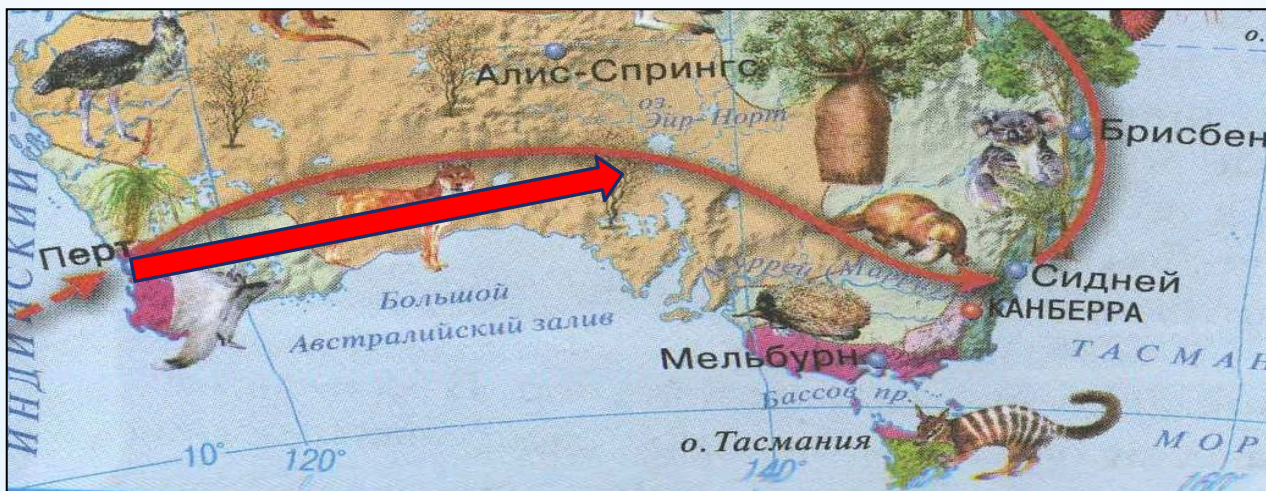 о.
Алис-Спрингс
оз.
Эйр-Норт
Брисбен
ИНДИЙСКИЙ
Перт
Сидней
КАНБЕРРА
Большой
Австралийский залив
Мельбурн
ТАСМАН
Бассов пр.
о. Тасмания
МОР
10°
120°
140°
160°